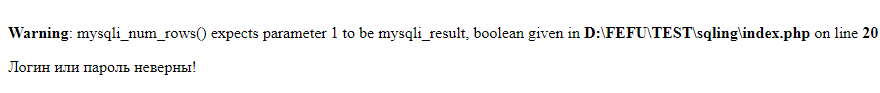 Warning: mysqli_num_rows() expects parameter 1 to be mysqli_result, boolean given in D:\FEFU\TEST\sqling\index.php on line 20
Логин или пароль неверны!